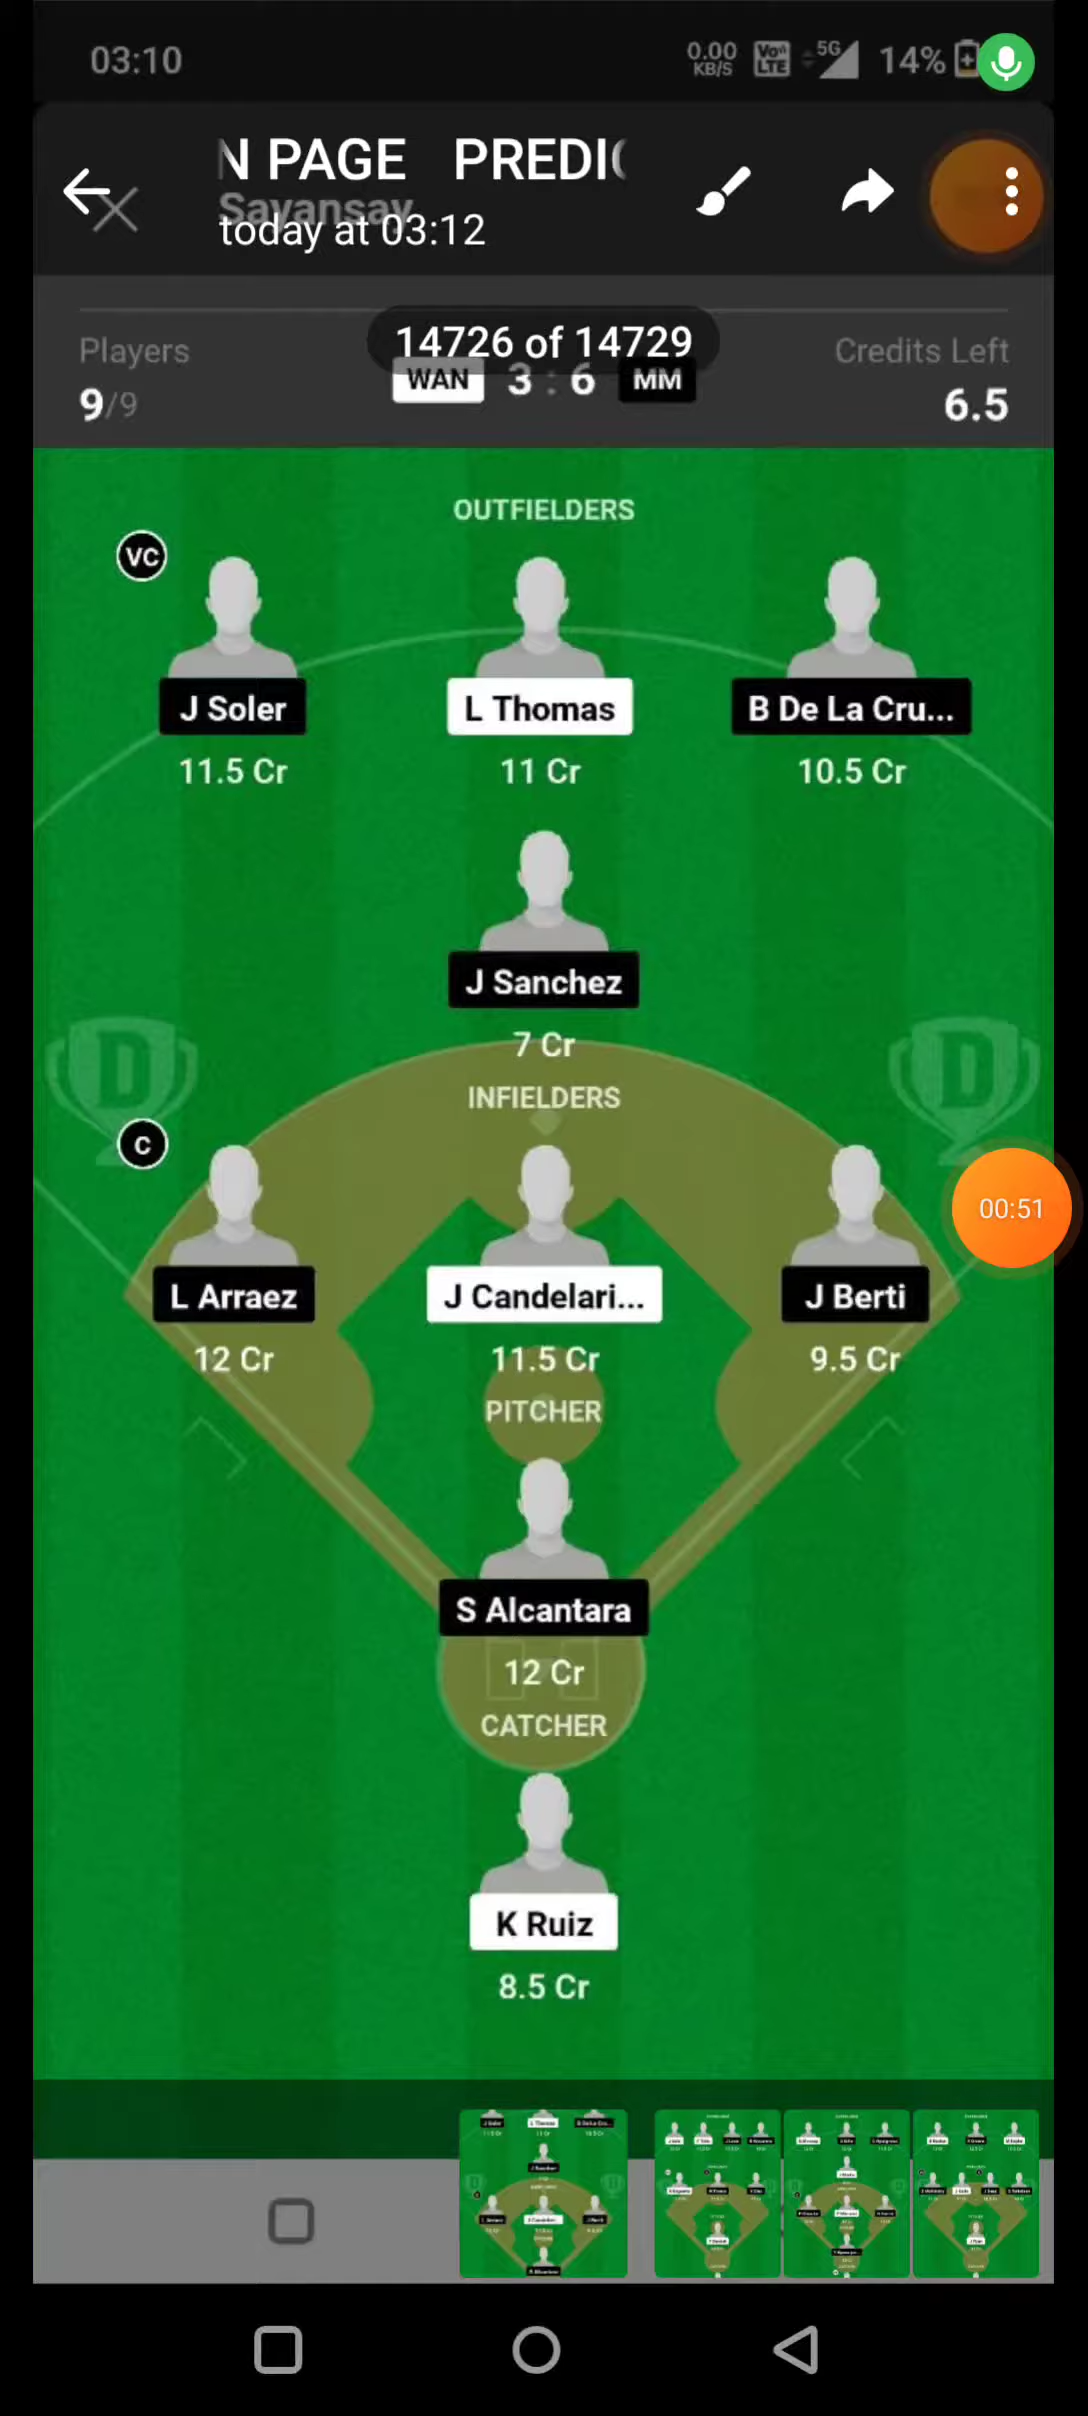 03:10
0.00 KB/S
VoD LTE
5G
14%
N PAGE PREDI
Sayansay
today at 03:12
14726 of 14729
Players
9/9
WAN 3 : 6 MM
Credits Left
6.5
OUTFIELDERS
VC
J Soler
11.5 Cr
L Thomas
11 Cr
B De La Cru...
10.5 Cr
J Sanchez
7 Cr
INFIELDERS
C
L Arraez
12 Cr
J Candelari...
11.5 Cr
J Berti
9.5 Cr
00:51
PITCHER
S Alcantara
12 Cr
CATCHER
K Ruiz
8.5 Cr